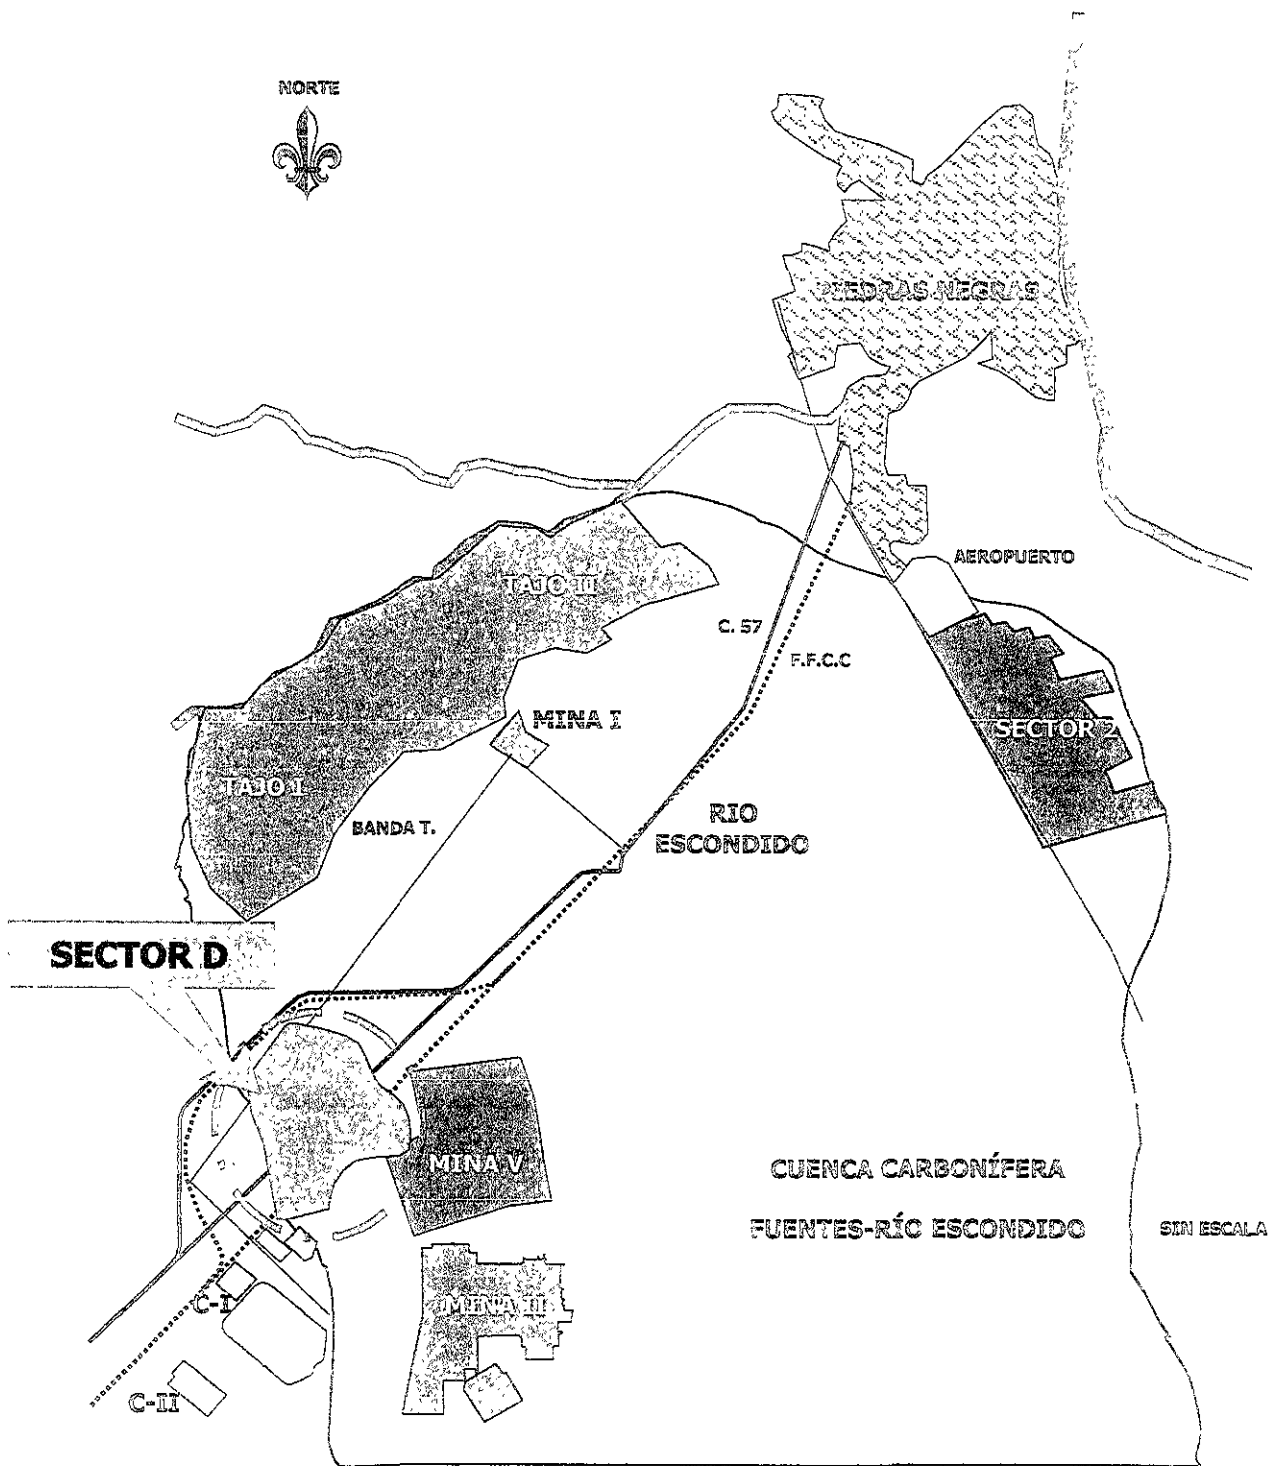 NORTE
PIEDRAS NEGRAS
AEROPUERTO
TAJO II
C. 57
F.F.C.C
MINA I
SECTOR 2
TAJO I
BANDA T.
RIO
ESCONDIDO
SECTOR D
MINA V
CUENCA CARBONÍFERA
FUENTES-RÍO ESCONDIDO
SIN ESCALA
C-I
MINA II
C-II